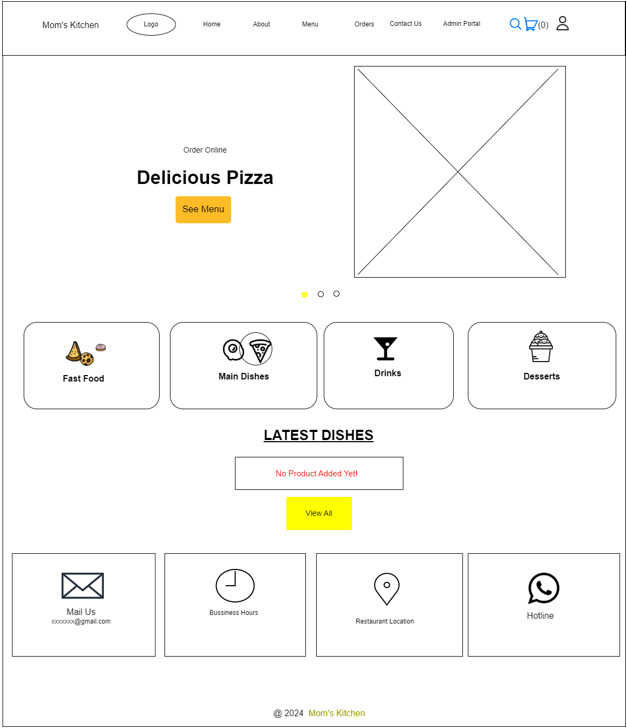 Mom's Kitchen
Logo
Home
About
Menu
Orders
Contact Us
Admin Portal
(0)
Order Online
Delicious Pizza
See Menu
Fast Food
Main Dishes
Drinks
Desserts
LATEST DISHES
No Product Added Yet!
View All
Mail Us
xxxxxxx@gmail.com
Bussiness Hours
Restaurant Location
Hotline
@ 2024 Mom's Kitchen